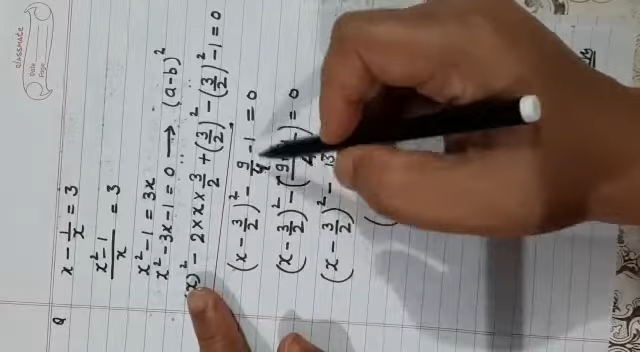 classmate
Date
Page
Q x - 1/x = 3
x² - 1 / x = 3
x² - 1 = 3x
x² - 3x - 1 = 0 → (a-b)²
x)² - 2 × x × 3/2 + (3/2)² - (3/2)² - 1 = 0
(x - 3/2)² - 9/4 - 1 = 0
(x - 3/2)² - (9 = 0
(x - 3/2)² - 13
(